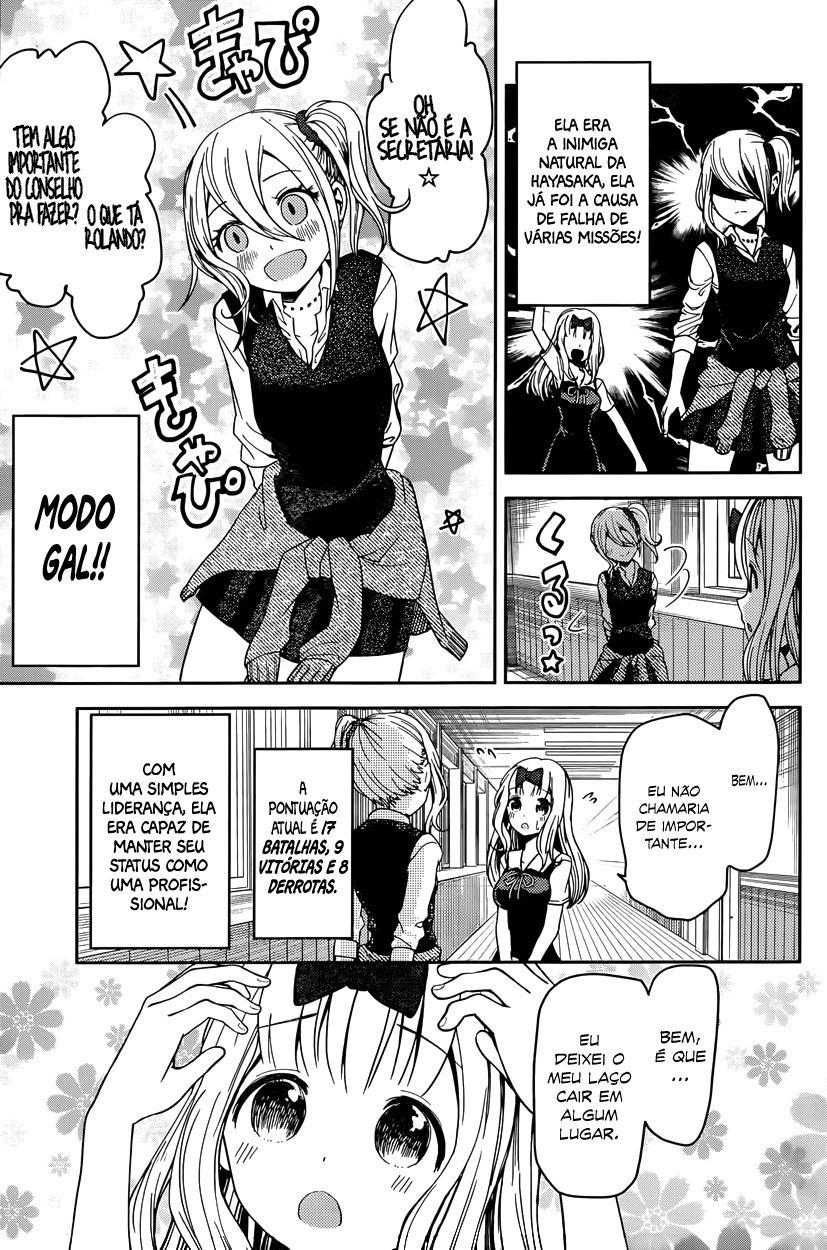 ELA ERA
A INIMIGA
NATURAL DA
HAYASAKA, ELA
JÁ FOI A CAUSA
DE FALHA DE
VÁRIAS MISSÕES!
くるっ☆
OH,
SE NÃO É A
SECRETÁRIA!
☆
きゃぴ
きゃぴ
O QUE TÁ
ROLANDO?
TEM ALGO
IMPORTANTE
DO CONSELHO
PRA FAZER?
MODO
GAL!!
BEM...
EU NÃO
CHAMARIA
DE IMPOR-
TANTE...
A
PONTUAÇÃO
ATUAL É 17
BATALHAS, 9
VITÓRIAS E 8
DERROTAS.
COM
UMA SIMPLES
LIDERANÇA, ELA
ERA CAPAZ DE
MANTER SEU
STATUS COMO
UMA PROFIS-
SIONAL!
BEM,
É QUE
...
EU
DEIXEI O
MEU LAÇO
CAIR EM
ALGUM
LUGAR.